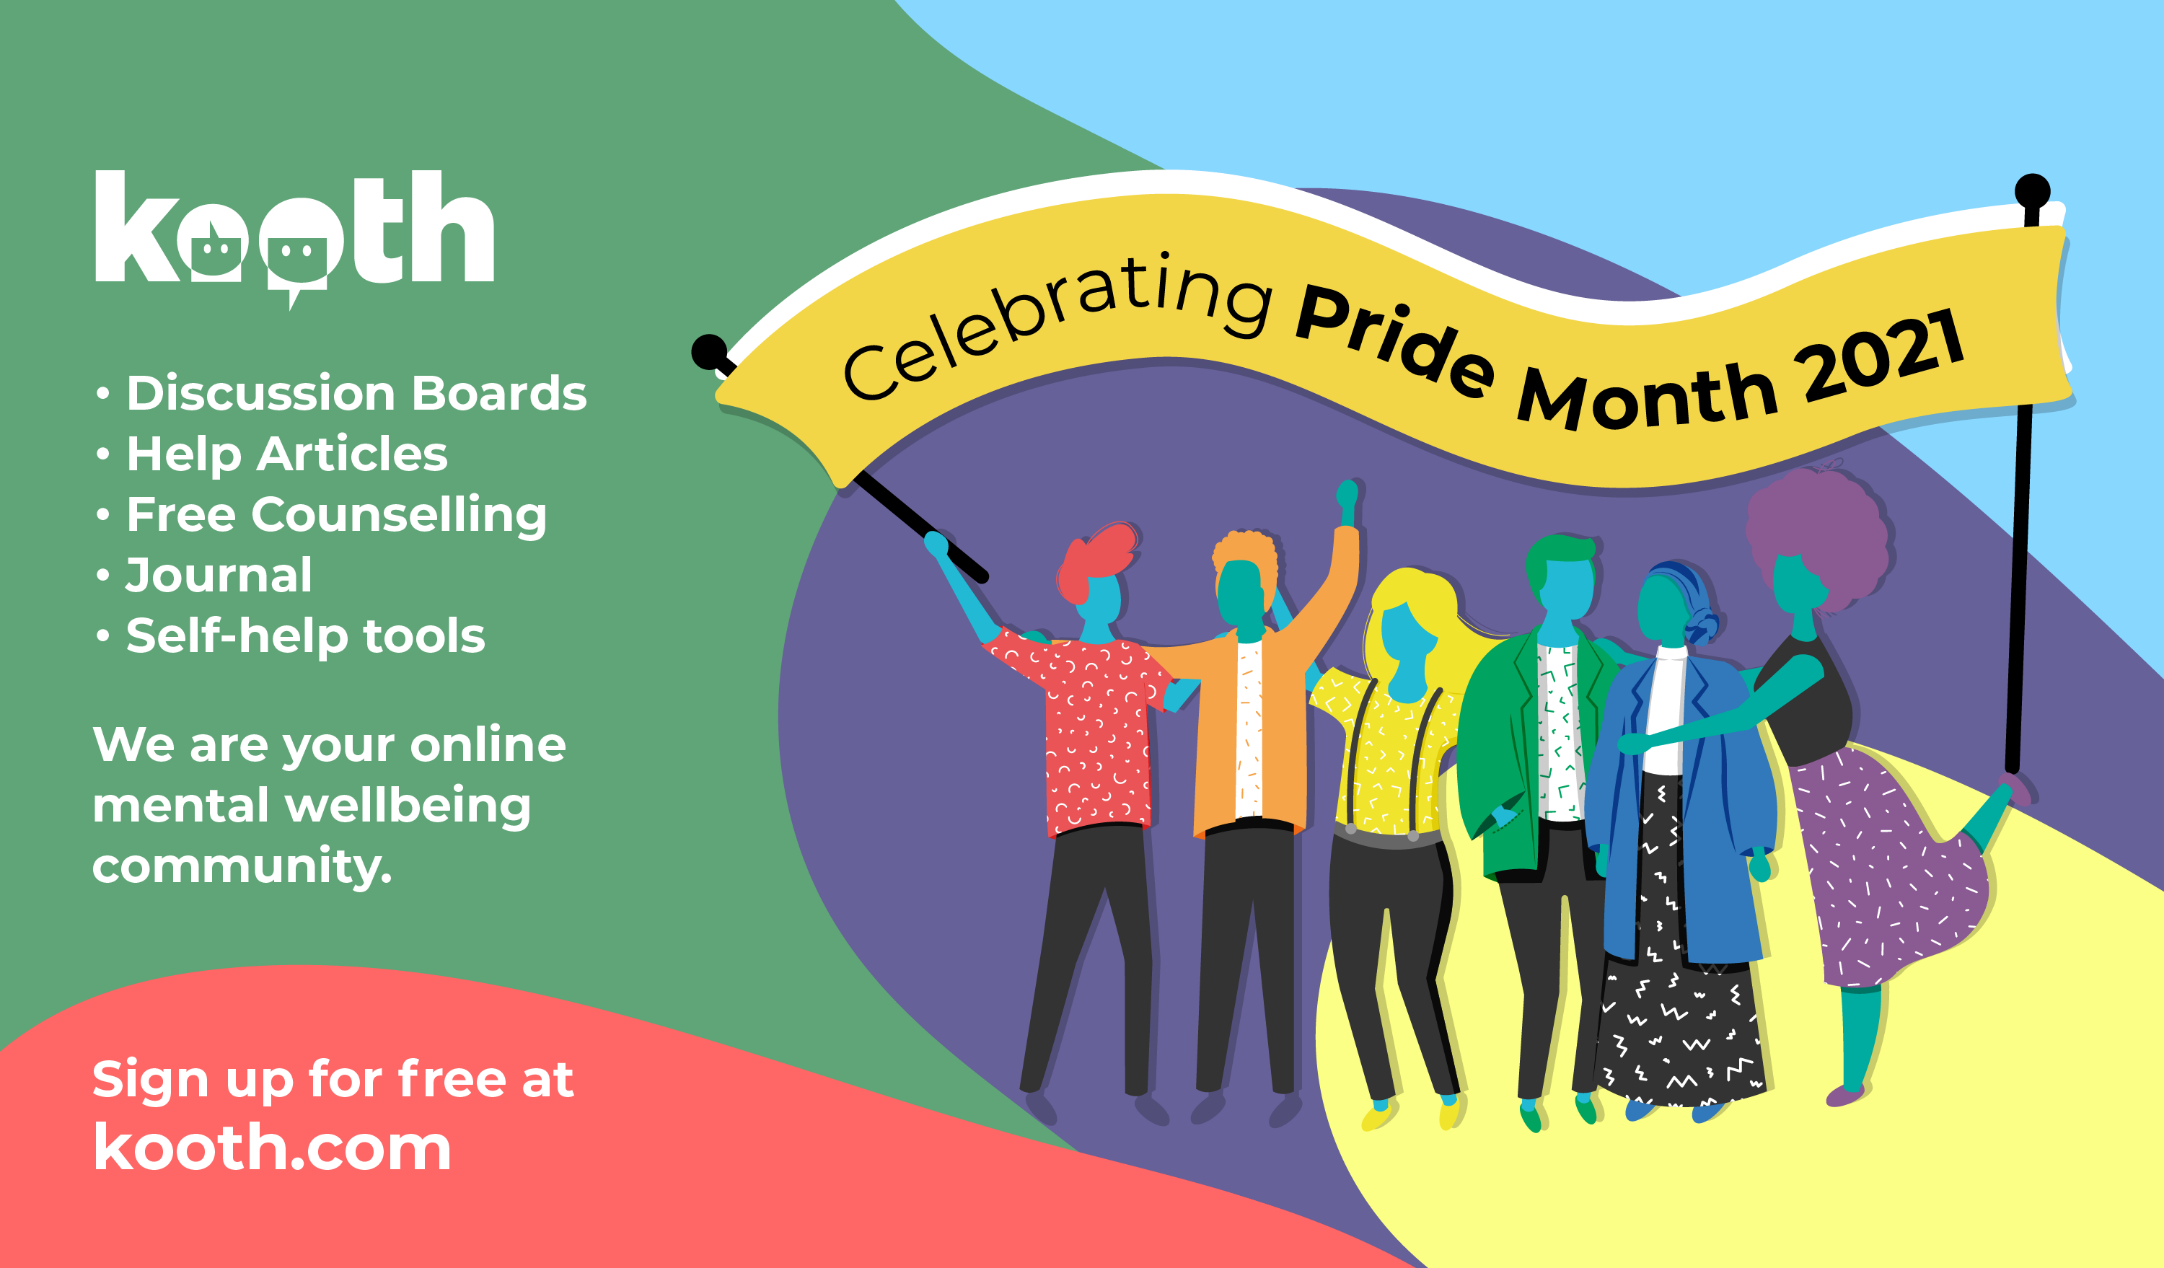 kooth
• Discussion Boards
• Help Articles
• Free Counselling
• Journal
• Self-help tools
We are your online
mental wellbeing
community.
Sign up for free at
kooth.com
Celebrating Pride Month 2021